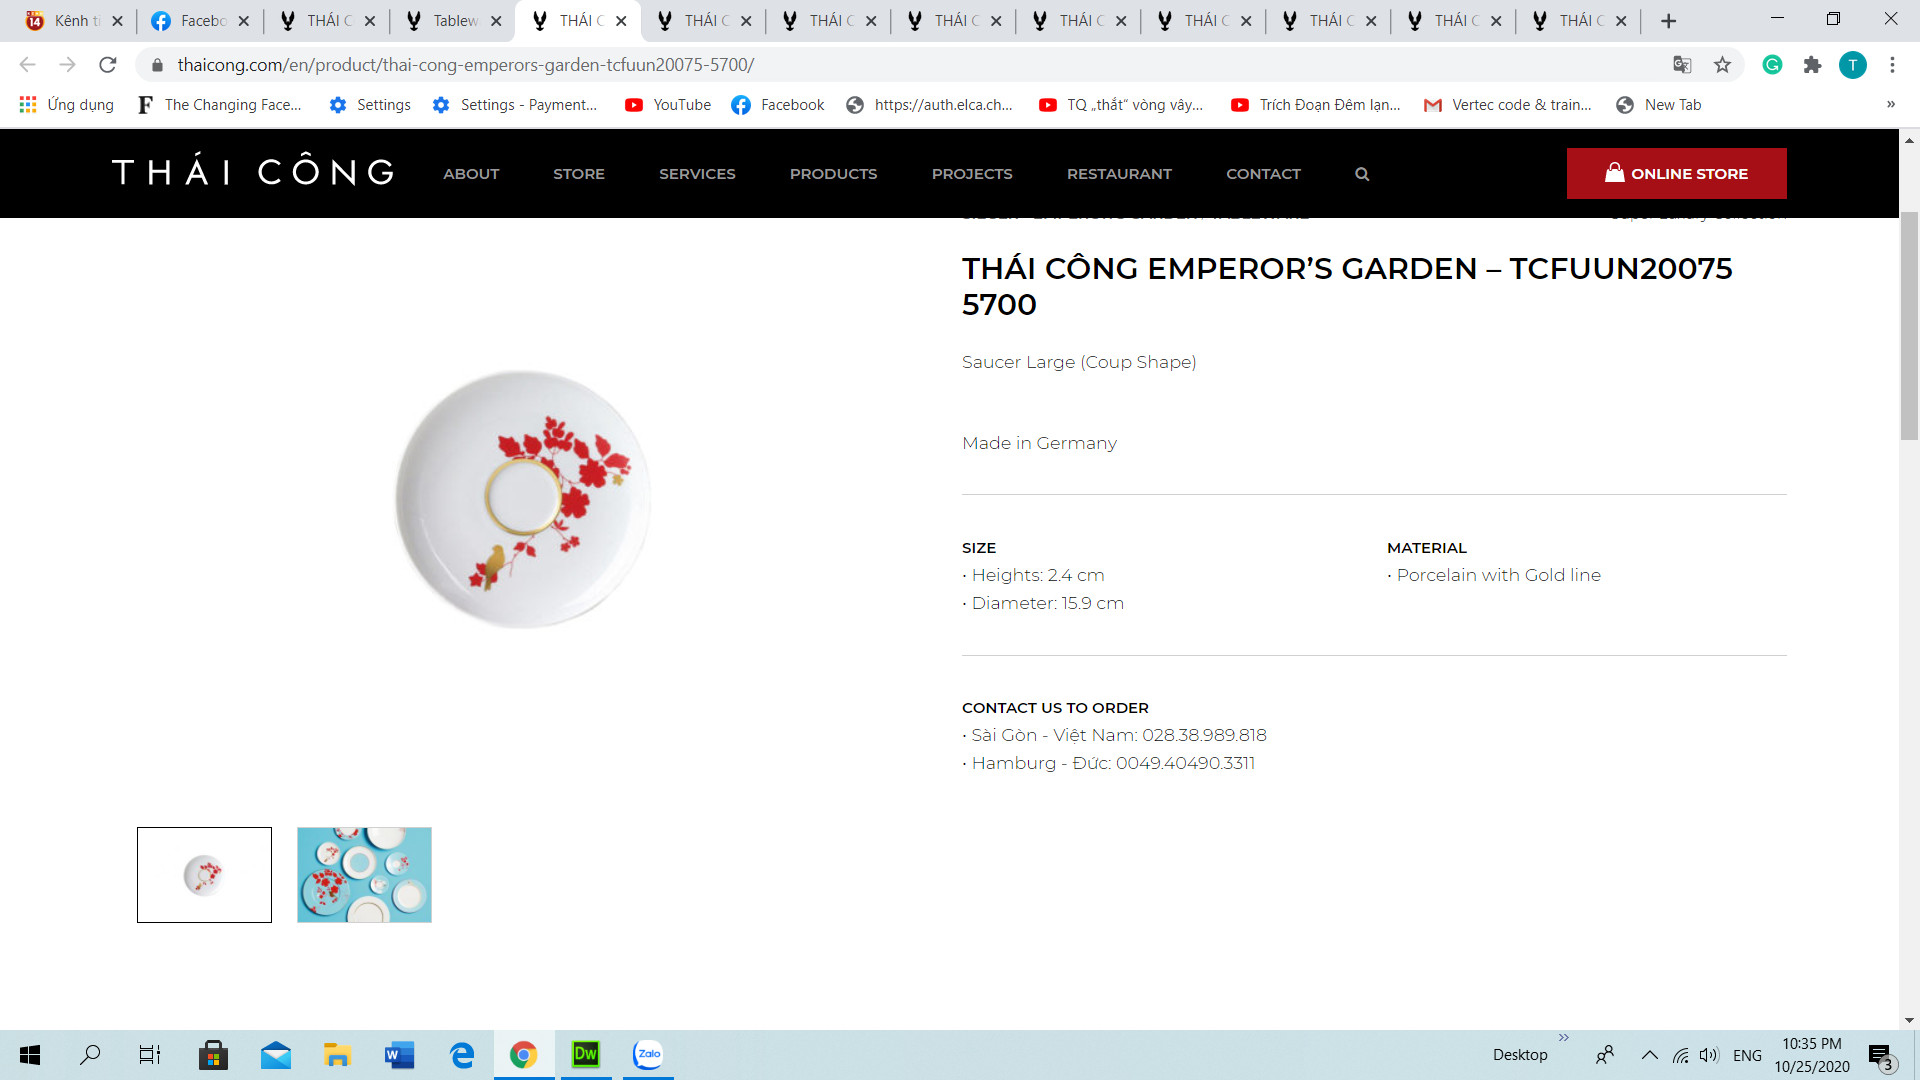 Kênh ti
Facebo
THÁI C
Tablew
THÁI C
THÁI C
THÁI C
THÁI C
THÁI C
THÁI C
THÁI C
THÁI C
THÁI C
thaicong.com/en/product/thai-cong-emperors-garden-tcfuun20075-5700/
T
Ứng dụng
The Changing Face...
Settings
Settings - Payment...
YouTube
Facebook
https://auth.elca.ch...
TQ „thắt" vòng vây...
Trích Đoạn Đêm lạn...
Vertec code & train...
New Tab
»
THÁI CÔNG
ABOUT
STORE
SERVICES
PRODUCTS
PROJECTS
RESTAURANT
CONTACT
ONLINE STORE
THÁI CÔNG EMPEROR'S GARDEN – TCFUUN20075
5700
Saucer Large (Coup Shape)
Made in Germany
SIZE
• Heights: 2.4 cm
• Diameter: 15.9 cm
MATERIAL
• Porcelain with Gold line
CONTACT US TO ORDER
• Sài Gòn - Việt Nam: 028.38.989.818
• Hamburg - Đức: 0049.40490.3311
Dw
Zalo
Desktop
ENG
10:35 PM
10/25/2020
3